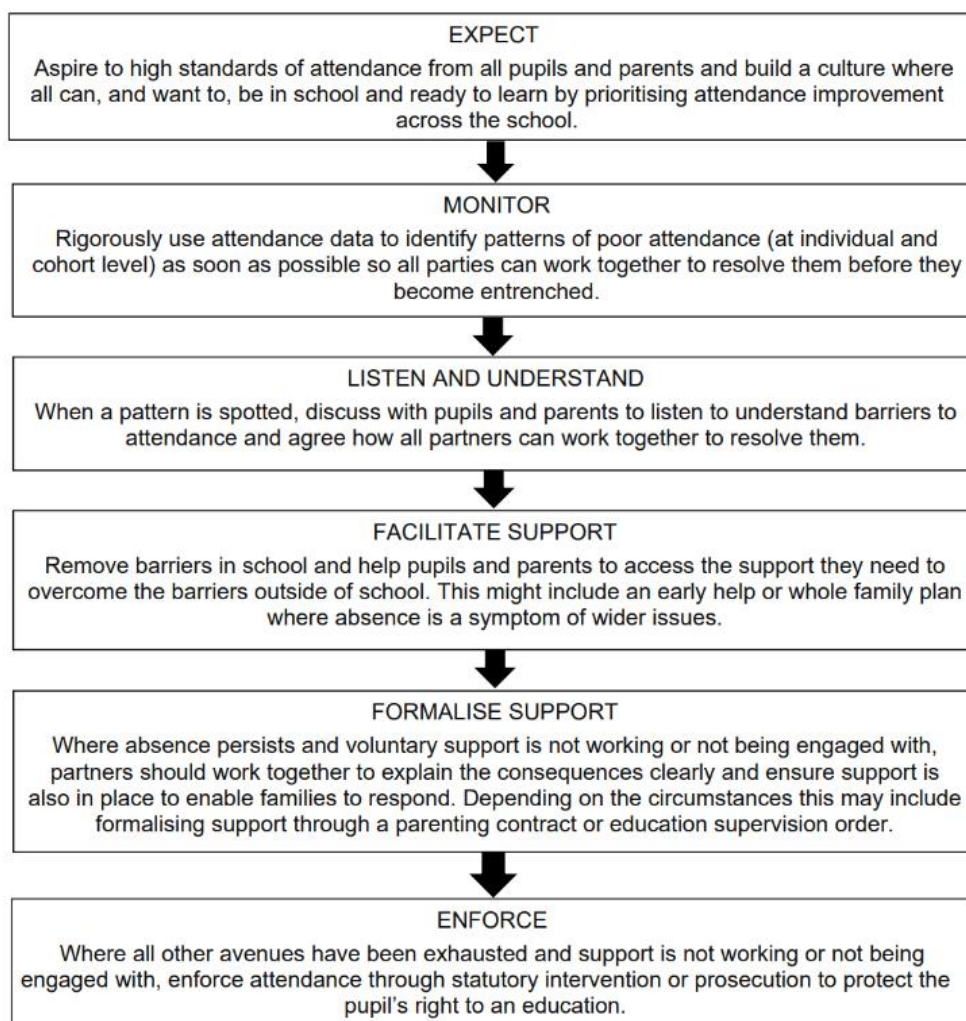 EXPECT
Aspire to high standards of attendance from all pupils and parents and build a culture where
all can, and want to, be in school and ready to learn by prioritising attendance improvement
across the school.
MONITOR
Rigorously use attendance data to identify patterns of poor attendance (at individual and
cohort level) as soon as possible so all parties can work together to resolve them before they
become entrenched.
LISTEN AND UNDERSTAND
When a pattern is spotted, discuss with pupils and parents to listen to understand barriers to
attendance and agree how all partners can work together to resolve them.
FACILITATE SUPPORT
Remove barriers in school and help pupils and parents to access the support they need to
overcome the barriers outside of school. This might include an early help or whole family plan
where absence is a symptom of wider issues.
FORMALISE SUPPORT
Where absence persists and voluntary support is not working or not being engaged with,
partners should work together to explain the consequences clearly and ensure support is
also in place to enable families to respond. Depending on the circumstances this may include
formalising support through a parenting contract or education supervision order.
ENFORCE
Where all other avenues have been exhausted and support is not working or not being
engaged with, enforce attendance through statutory intervention or prosecution to protect the
pupil's right to an education.